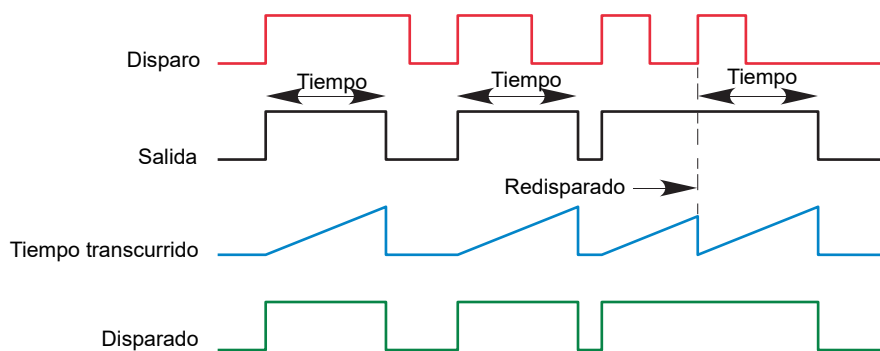 Disparo
Tiempo
Tiempo
Tiempo
Salida
Redisparado
Tiempo transcurrido
Disparado